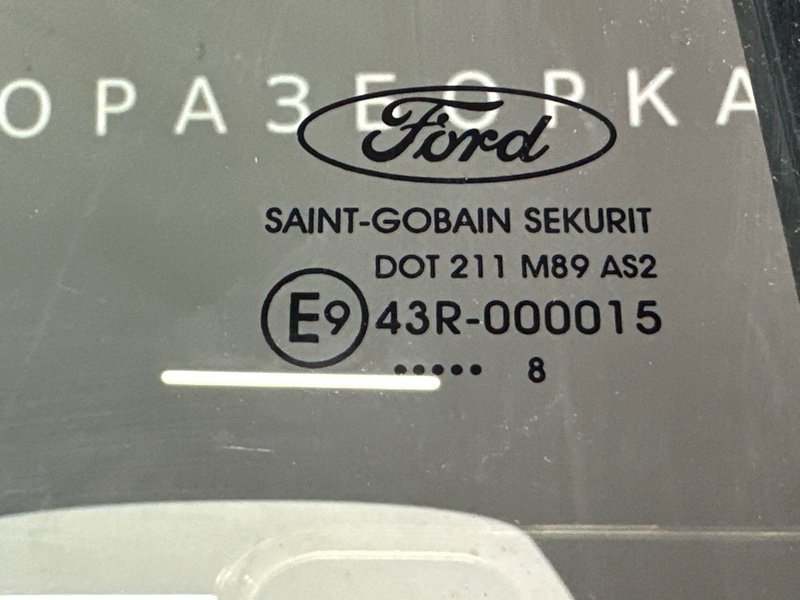 ОРАЗБОРКА
Ford
SAINT-GOBAIN SEKURIT
DOT 211 M89 AS2
E9 43R-000015
••••• 8